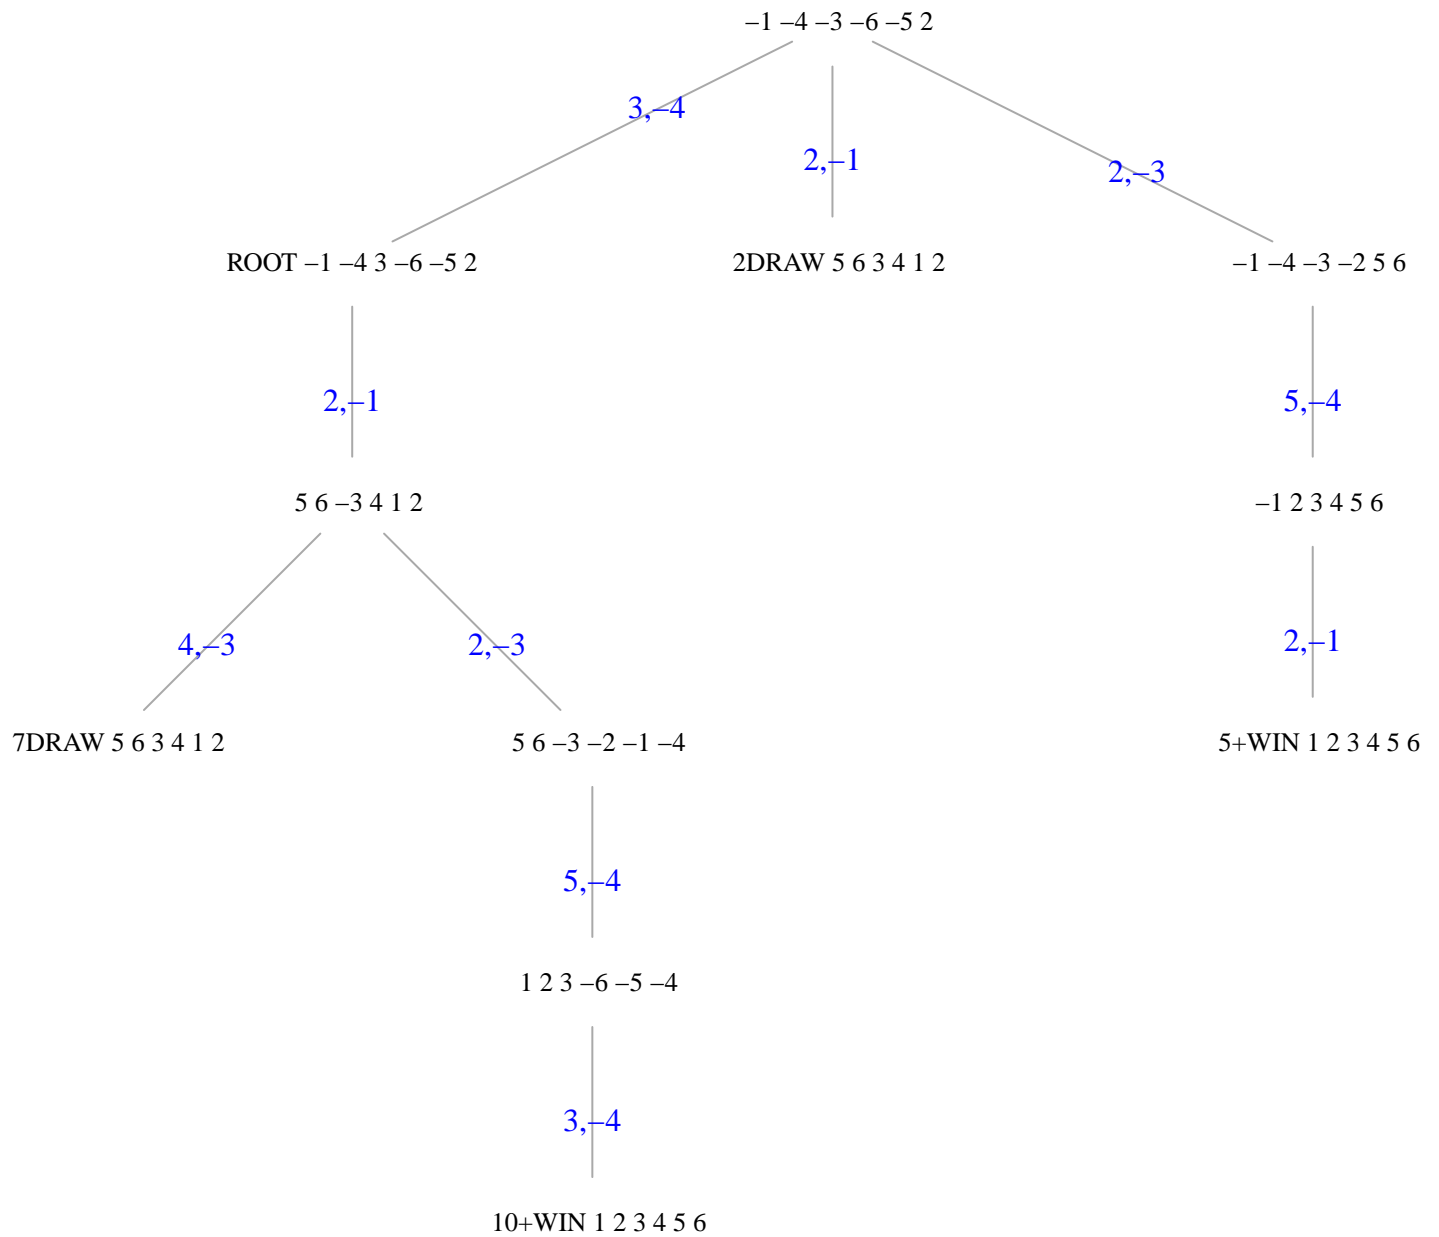 –1 –4 –3 –6 –5 2
3,–4
2,–1
2,–3
ROOT –1 –4 3 –6 –5 2
2DRAW 5 6 3 4 1 2
–1 –4 –3 –2 5 6
2,–1
5,–4
5 6 –3 4 1 2
–1 2 3 4 5 6
4,–3
2,–3
2,–1
7DRAW 5 6 3 4 1 2
5 6 –3 –2 –1 –4
5+WIN 1 2 3 4 5 6
5,–4
1 2 3 –6 –5 –4
3,–4
10+WIN 1 2 3 4 5 6